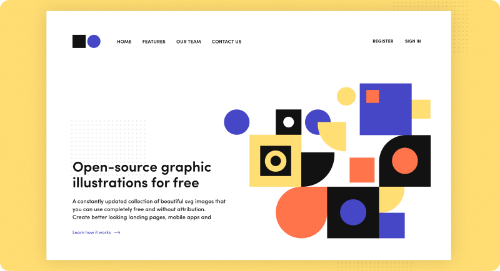 HOME FEATURES OUR TEAM CONTACT US REGISTER SIGN IN
Open-source graphic
illustrations for free
A constantly updated collection of beautiful svg images that
you can use completely free and without attribution.
Create better looking landing pages, mobile apps and
Learn how it works